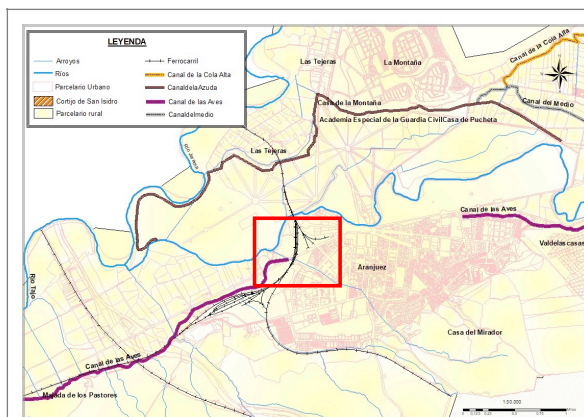 LEYENDA
Arroyos
Ríos
Parcelario Urbano
Cortijo de San Isidro
Parcelario rural
Ferrocarril
Canal de la Cola Alta
CanaldelaAzuda
Canal de las Aves
Canaldelmedio
Las Tejeras
La Montaña
Canal de la Cola Alta
Casa de la Montaña
Canal del Medio
Academia Especial de la Guardia CivilCasa de Pucheta
Las Tejeras
Canal de las Aves
Valdelascasas
Aranjuez
Río Tajo
Casa del Mirador
Canal de las Aves
Majada de los Pastores
1:50.000